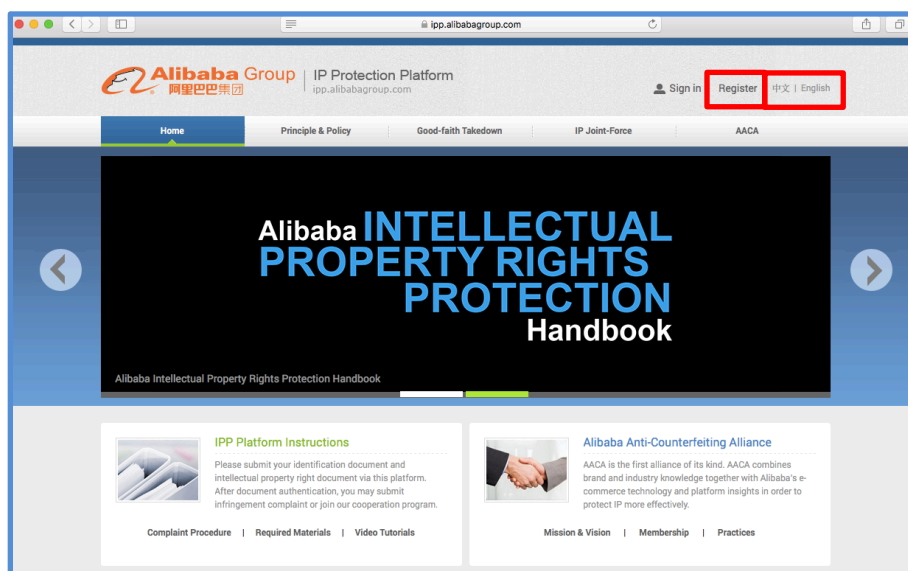 ipp.alibabagroup.com
Alibaba Group | IP Protection Platform
阿里巴巴集团 ipp.alibabagroup.com
Sign in Register 中文 | English
Home Principle & Policy Good-faith Takedown IP Joint-Force AACA
Alibaba INTELLECTUAL
PROPERTY RIGHTS
PROTECTION
Handbook
Alibaba Intellectual Property Rights Protection Handbook
IPP Platform Instructions
Please submit your identification document and
intellectual property right document via this platform.
After document authentication, you may submit
infringement complaint or join our cooperation program.
Complaint Procedure | Required Materials | Video Tutorials
Alibaba Anti-Counterfeiting Alliance
AACA is the first alliance of its kind. AACA combines
brand and industry knowledge together with Alibaba's e-
commerce technology and platform insights in order to
protect IP more effectively.
Mission & Vision | Membership | Practices